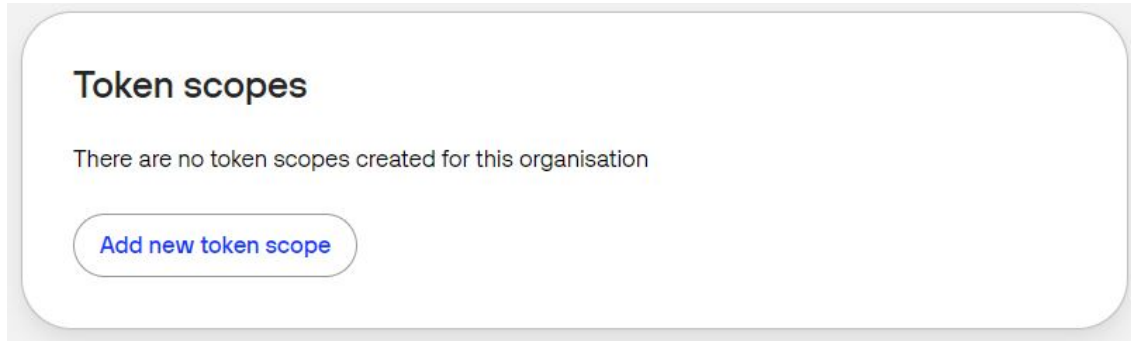 Token scopes
There are no token scopes created for this organisation
Add new token scope